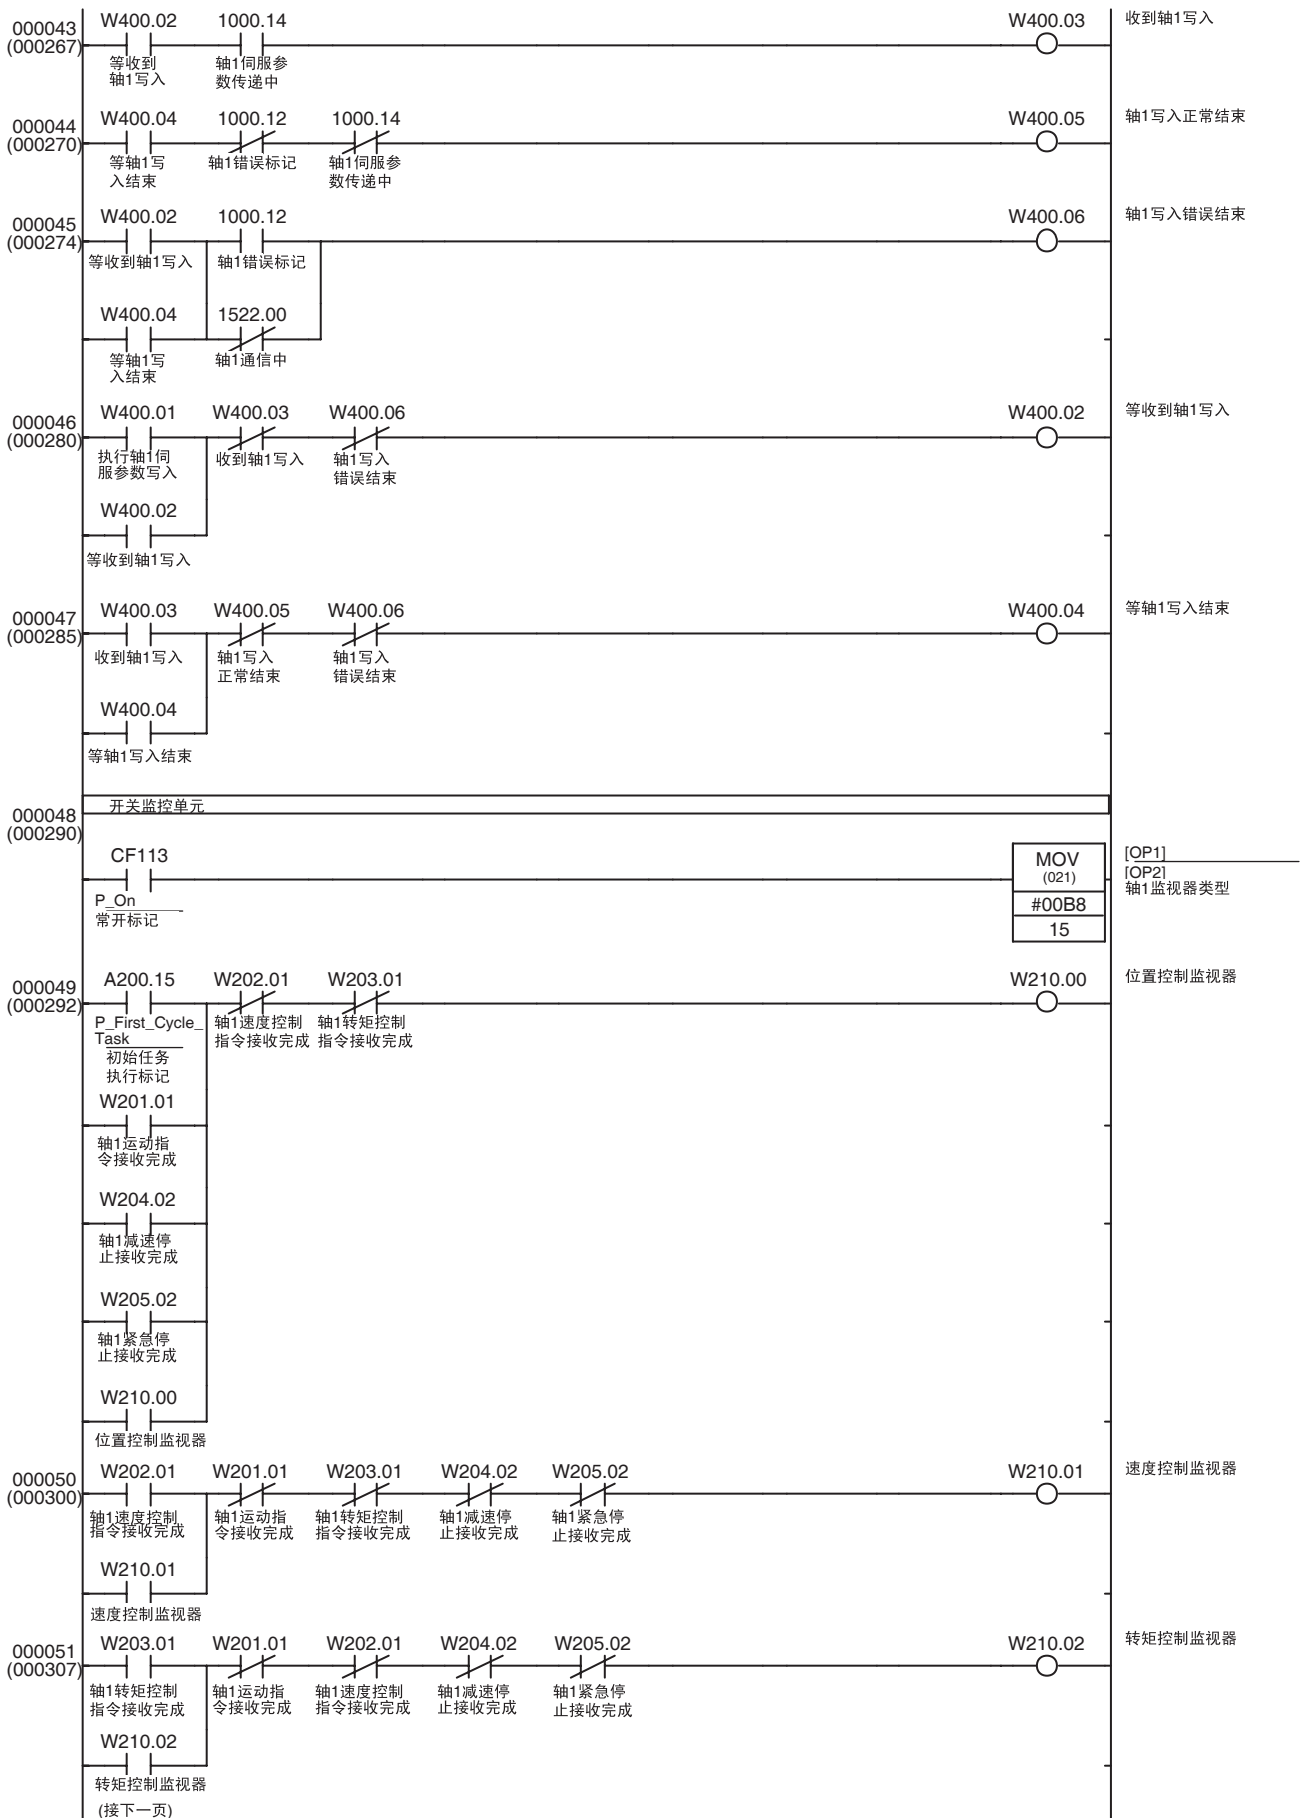 W400.02 1000.14 W400.03 收到轴1写入
000043
(000267)
等收到 轴1伺服参
轴1写入 数传递中
W400.04 1000.12 1000.14 W400.05 轴1写入正常结束
000044
(000270)
等轴1写 轴1错误标记 轴1伺服参
入结束 数传递中
W400.02 1000.12 W400.06 轴1写入错误结束
000045
(000274)
等收到轴1写入 轴1错误标记
W400.04 1522.00
等轴1写 轴1通信中
入结束
W400.01 W400.03 W400.06 W400.02 等收到轴1写入
000046
(000280)
执行轴1伺 收到轴1写入 轴1写入
服参数写入 错误结束
W400.02
等收到轴1写入
W400.03 W400.05 W400.06 W400.04 等轴1写入结束
000047
(000285)
收到轴1写入 轴1写入 轴1写入
正常结束 错误结束
W400.04
等轴1写入结束
开关监控单元
000048
(000290)
CF113 MOV [OP1]
(021) [OP2]
轴1监视器类型
P_On #00B8
常开标记 15
A200.15 W202.01 W203.01 W210.00 位置控制监视器
000049
(000292)
P_First_Cycle_ 轴1速度控制 轴1转矩控制
Task 指令接收完成 指令接收完成
初始任务
执行标记
W201.01
轴1运动指
令接收完成
W204.02
轴1减速停
止接收完成
W205.02
轴1紧急停
止接收完成
W210.00
位置控制监视器
W202.01 W201.01 W203.01 W204.02 W205.02 W210.01 速度控制监视器
000050
(000300)
轴1速度控制 轴1运动指 轴1转矩控制 轴1减速停 轴1紧急停
指令接收完成 令接收完成 指令接收完成 止接收完成 止接收完成
W210.01
速度控制监视器
W203.01 W201.01 W202.01 W204.02 W205.02 W210.02 转矩控制监视器
000051
(000307)
轴1转矩控制 轴1运动指 轴1速度控制 轴1减速停 轴1紧急停
指令接收完成 令接收完成 指令接收完成 止接收完成 止接收完成
W210.02
转矩控制监视器
(接下一页)